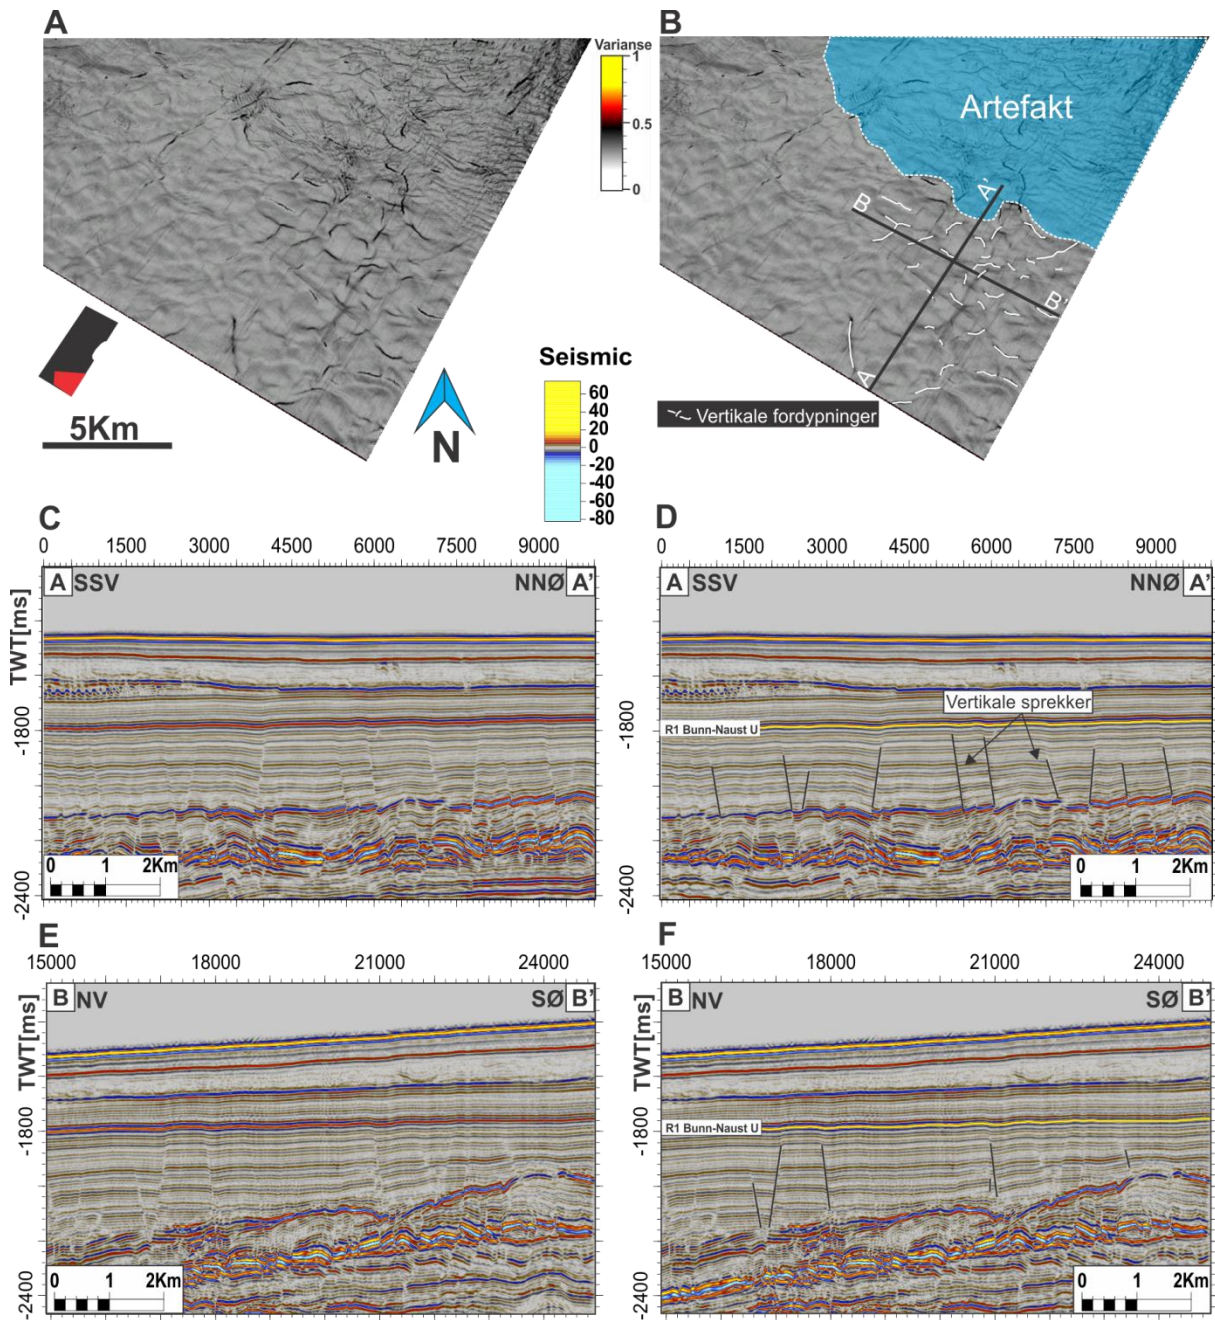 A
Varianse
1
0.5
0
B
Artefakt
A'
B
B'
A
Vertikale fordypninger
5Km
N
Seismic
60
40
20
0
-20
-40
-60
-80
C
0 1500 3000 4500 6000 7500 9000
A SSV NNØ A'
TWT[ms]
-1800
-2400
0 1 2Km
D
0 1500 3000 4500 6000 7500 9000
A SSV NNØ A'
Vertikale sprekker
R1 Bunn-Naust U
-1800
-2400
0 1 2Km
E
15000 18000 21000 24000
B NV SØ B'
TWT[ms]
-1800
-2400
0 1 2Km
F
15000 18000 21000 24000
B NV SØ B'
TWT[ms]
-1800
R1 Bunn-Naust U
-2400
0 1 2Km